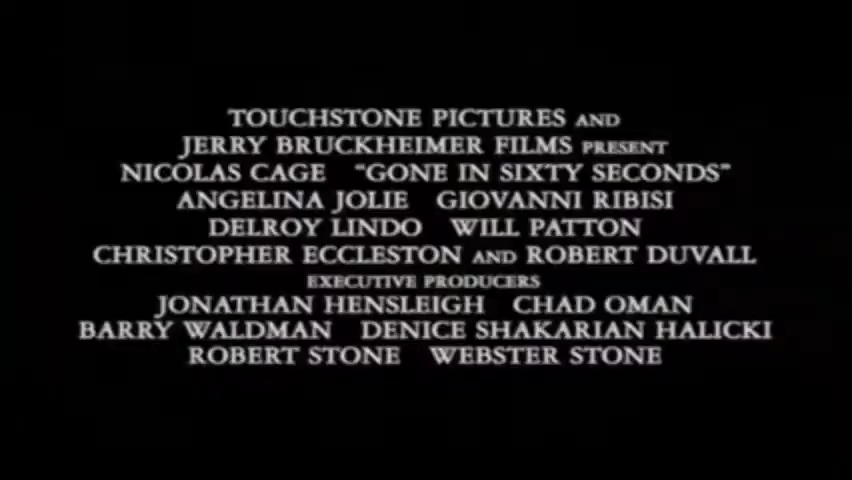 TOUCHSTONE PICTURES AND
JERRY BRUCKHEIMER FILMS PRESENT
NICOLAS CAGE "GONE IN SIXTY SECONDS"
ANGELINA JOLIE GIOVANNI RIBISI
DELROY LINDO WILL PATTON
CHRISTOPHER ECCLESTON AND ROBERT DUVALL
EXECUTIVE PRODUCERS
JONATHAN HENSLEIGH CHAD OMAN
BARRY WALDMAN DENICE SHAKARIAN HALICKI
ROBERT STONE WEBSTER STONE